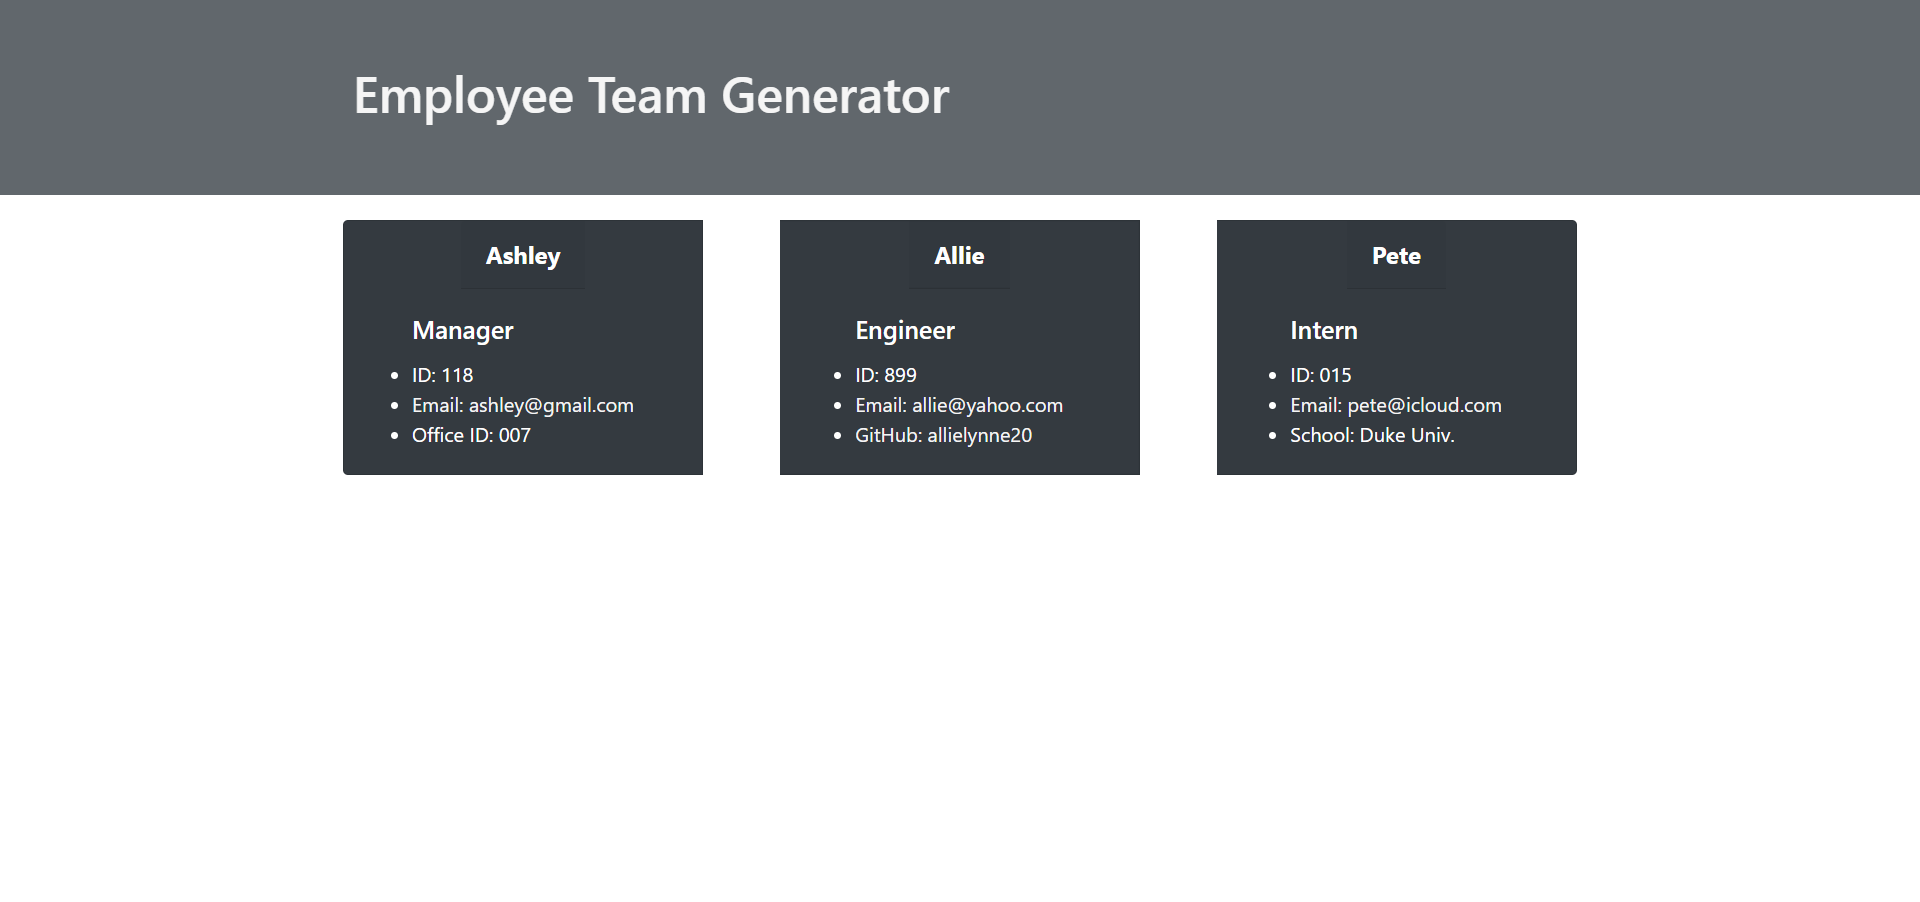 Employee Team Generator
Ashley
Manager
ID: 118
Email: ashley@gmail.com
Office ID: 007
Allie
Engineer
ID: 899
Email: allie@yahoo.com
GitHub: allielynne20
Pete
Intern
ID: 015
Email: pete@icloud.com
School: Duke Univ.